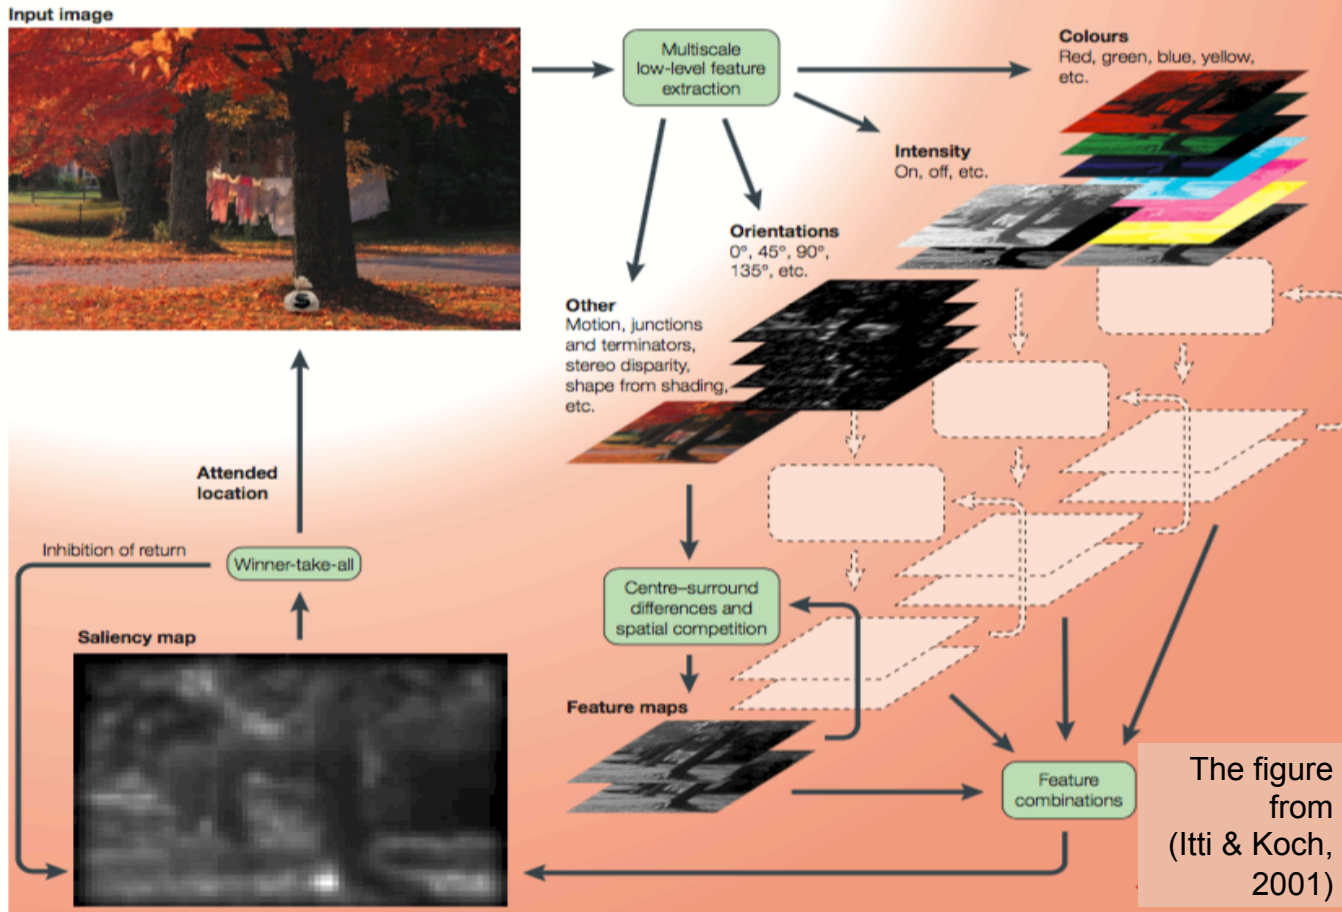 Input image
Multiscale
low-level feature
extraction
Colours
Red, green, blue, yellow,
etc.
Intensity
On, off, etc.
Orientations
0°, 45°, 90°,
135°, etc.
Other
Motion, junctions
and terminators,
stereo disparity,
shape from shading,
etc.
$
Attended
location
Inhibition of return
Winner-take-all
Centre–surround
differences and
spatial competition
Saliency map
Feature maps
Feature
combinations
The figure
from
(Itti & Koch,
2001)